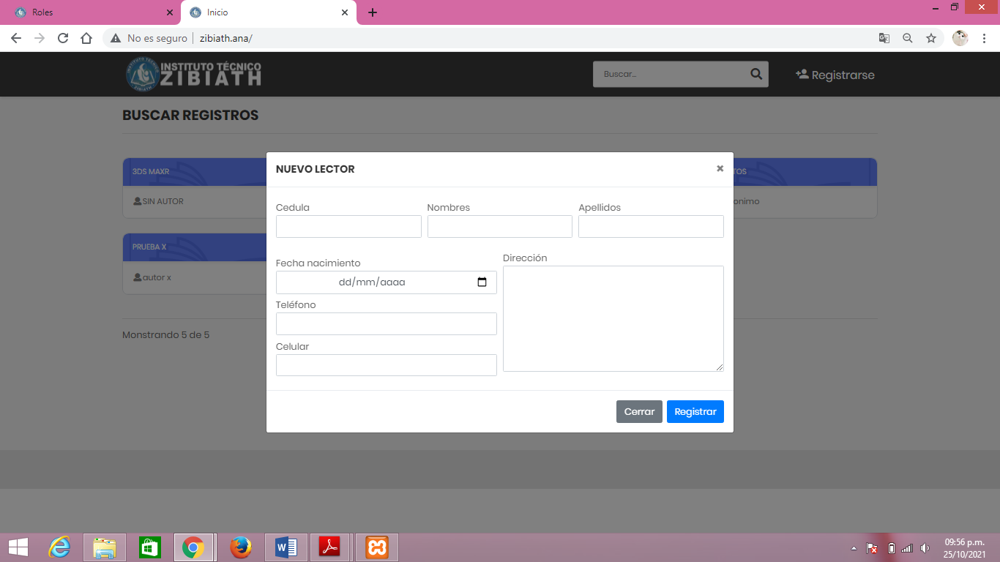 Roles
Inicio
No es seguro zibiath.ana/
INSTITUTO TÉCNICO
ZIBIATH
Buscar...
Registrarse
BUSCAR REGISTROS
3DS MAXR
SIN AUTOR
TOS
onimo
PRUEBA X
autor x
Monstrando 5 de 5
NUEVO LECTOR
Cedula Nombres Apellidos
Fecha nacimiento
dd/mm/aaaa
Dirección
Teléfono
Celular
Cerrar Registrar
09:56 p.m.
25/10/2021